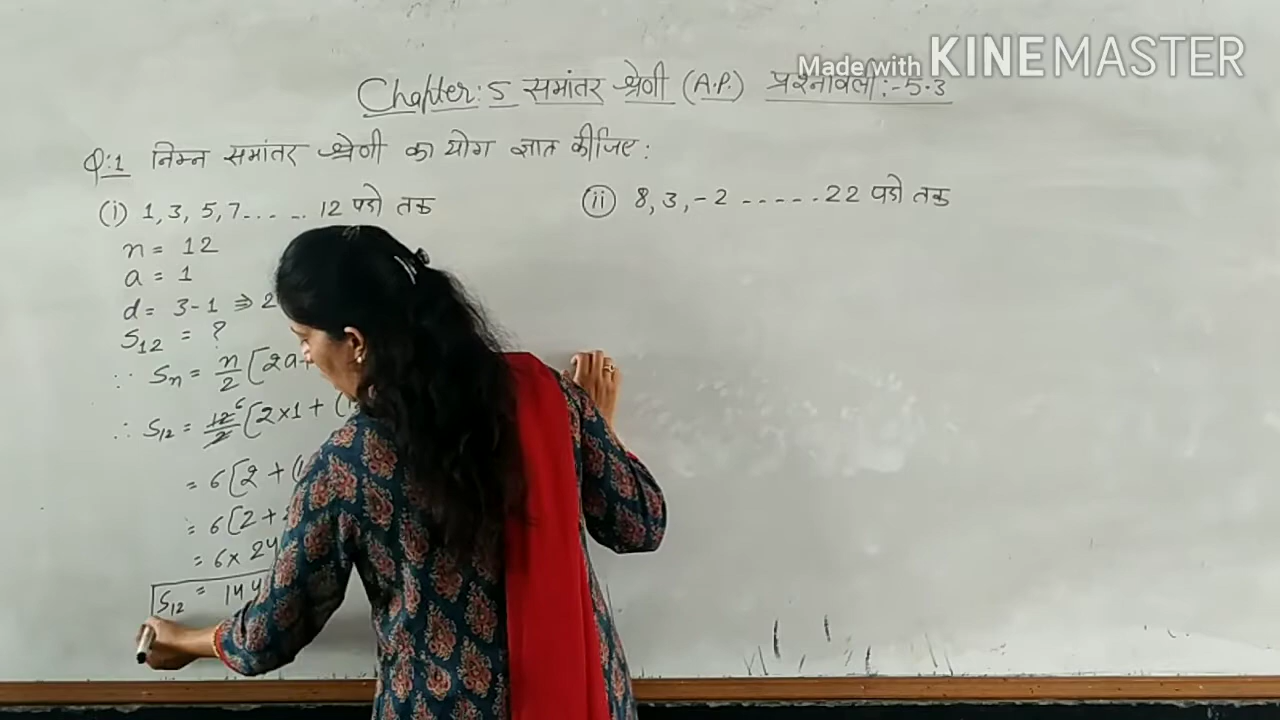 Made with KINEMASTER
Chapter: 5 समांतर श्रेणी (A.P.) प्रश्नावली:-5.3
Q:1 निम्न समांतर श्रेणी का योग ज्ञात कीजिए:
(i) 1, 3, 5, 7..... 12 पदो तक
n = 12
a = 1
d = 3-1 ⇒ 2
S12 = ?
∵ Sn = n/2 [2a+
∴ S12 = 12/2 6 [2×1 + (1
= 6[2 + (
= 6[2 +
= 6 × 24
S12 = 144
(ii) 8, 3, -2 ..... 22 पदो तक